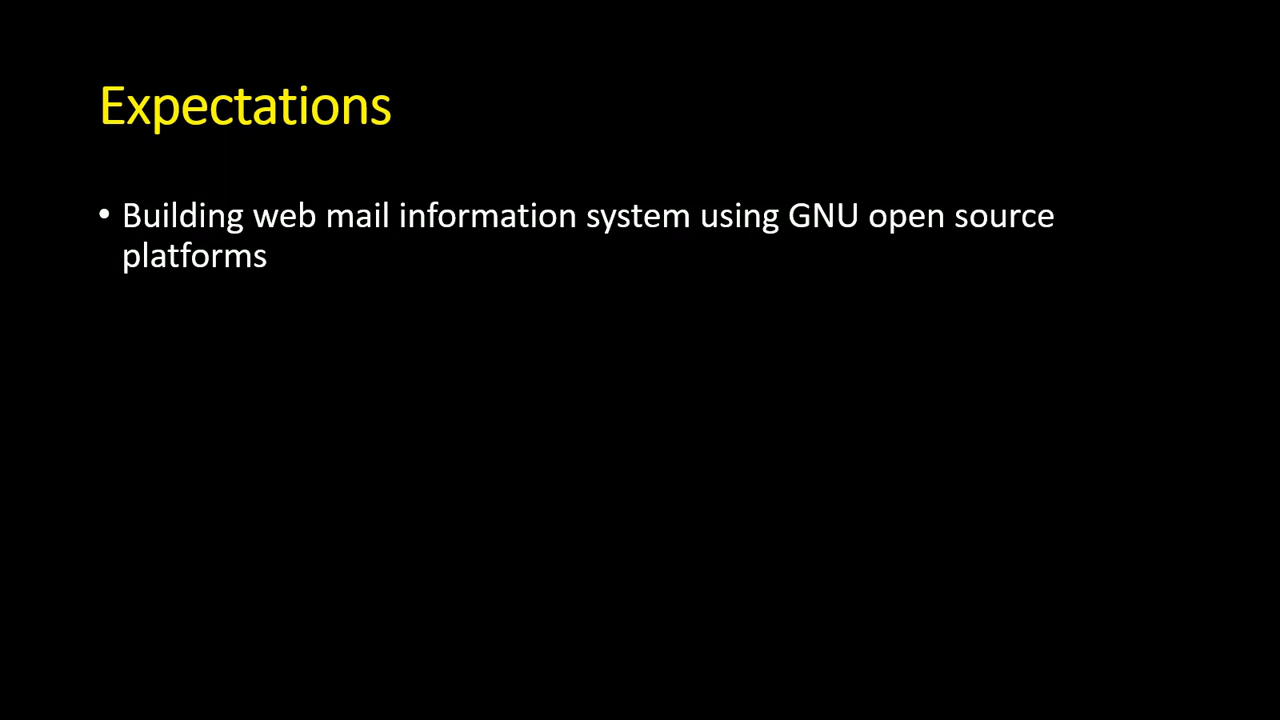 Expectations
• Building web mail information system using GNU open source
platforms